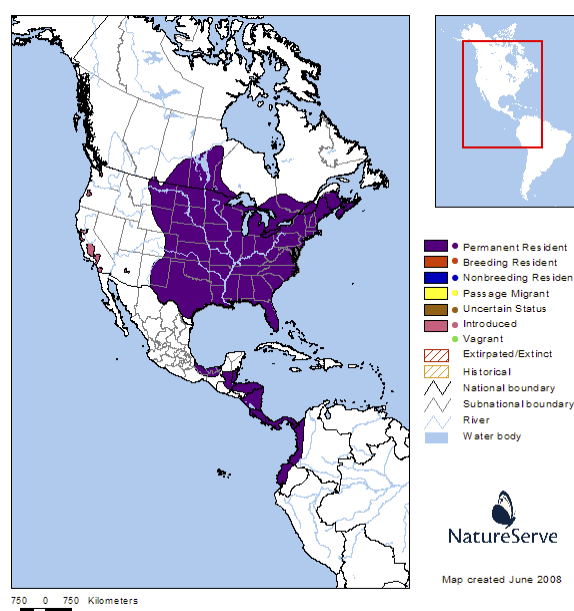 Permanent Resident
Breeding Resident
Nonbreeding Residen
Passage Migrant
Uncertain Status
Introduced
Vagrant
Extirpated/Extinct
Historical
National boundary
Subnational boundary
River
Water body
NatureServe
Map created June 2008
750 0 750 Kilometers